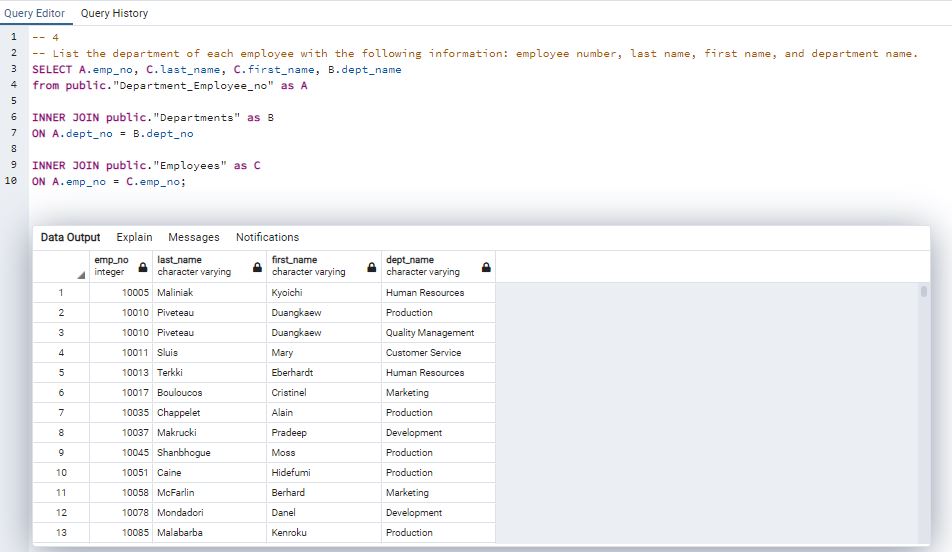 Query Editor Query History
1 -- 4
2 -- List the department of each employee with the following information: employee number, last name, first name, and department name.
3 SELECT A.emp_no, C.last_name, C.first_name, B.dept_name
4 from public."Department_Employee_no" as A
5
6 INNER JOIN public."Departments" as B
7 ON A.dept_no = B.dept_no
8
9 INNER JOIN public."Employees" as C
10 ON A.emp_no = C.emp_no;
Data Output Explain Messages Notifications
emp_no last_name first_name dept_name
integer character varying character varying character varying
1 10005 Maliniak Kyoichi Human Resources
2 10010 Piveteau Duangkaew Production
3 10010 Piveteau Duangkaew Quality Management
4 10011 Sluis Mary Customer Service
5 10013 Terkki Eberhardt Human Resources
6 10017 Bouloucos Cristinel Marketing
7 10035 Chappelet Alain Production
8 10037 Makrucki Pradeep Development
9 10045 Shanbhogue Moss Production
10 10051 Caine Hidefumi Production
11 10058 McFarlin Berhard Marketing
12 10078 Mondadori Danel Development
13 10085 Malabarba Kenroku Production